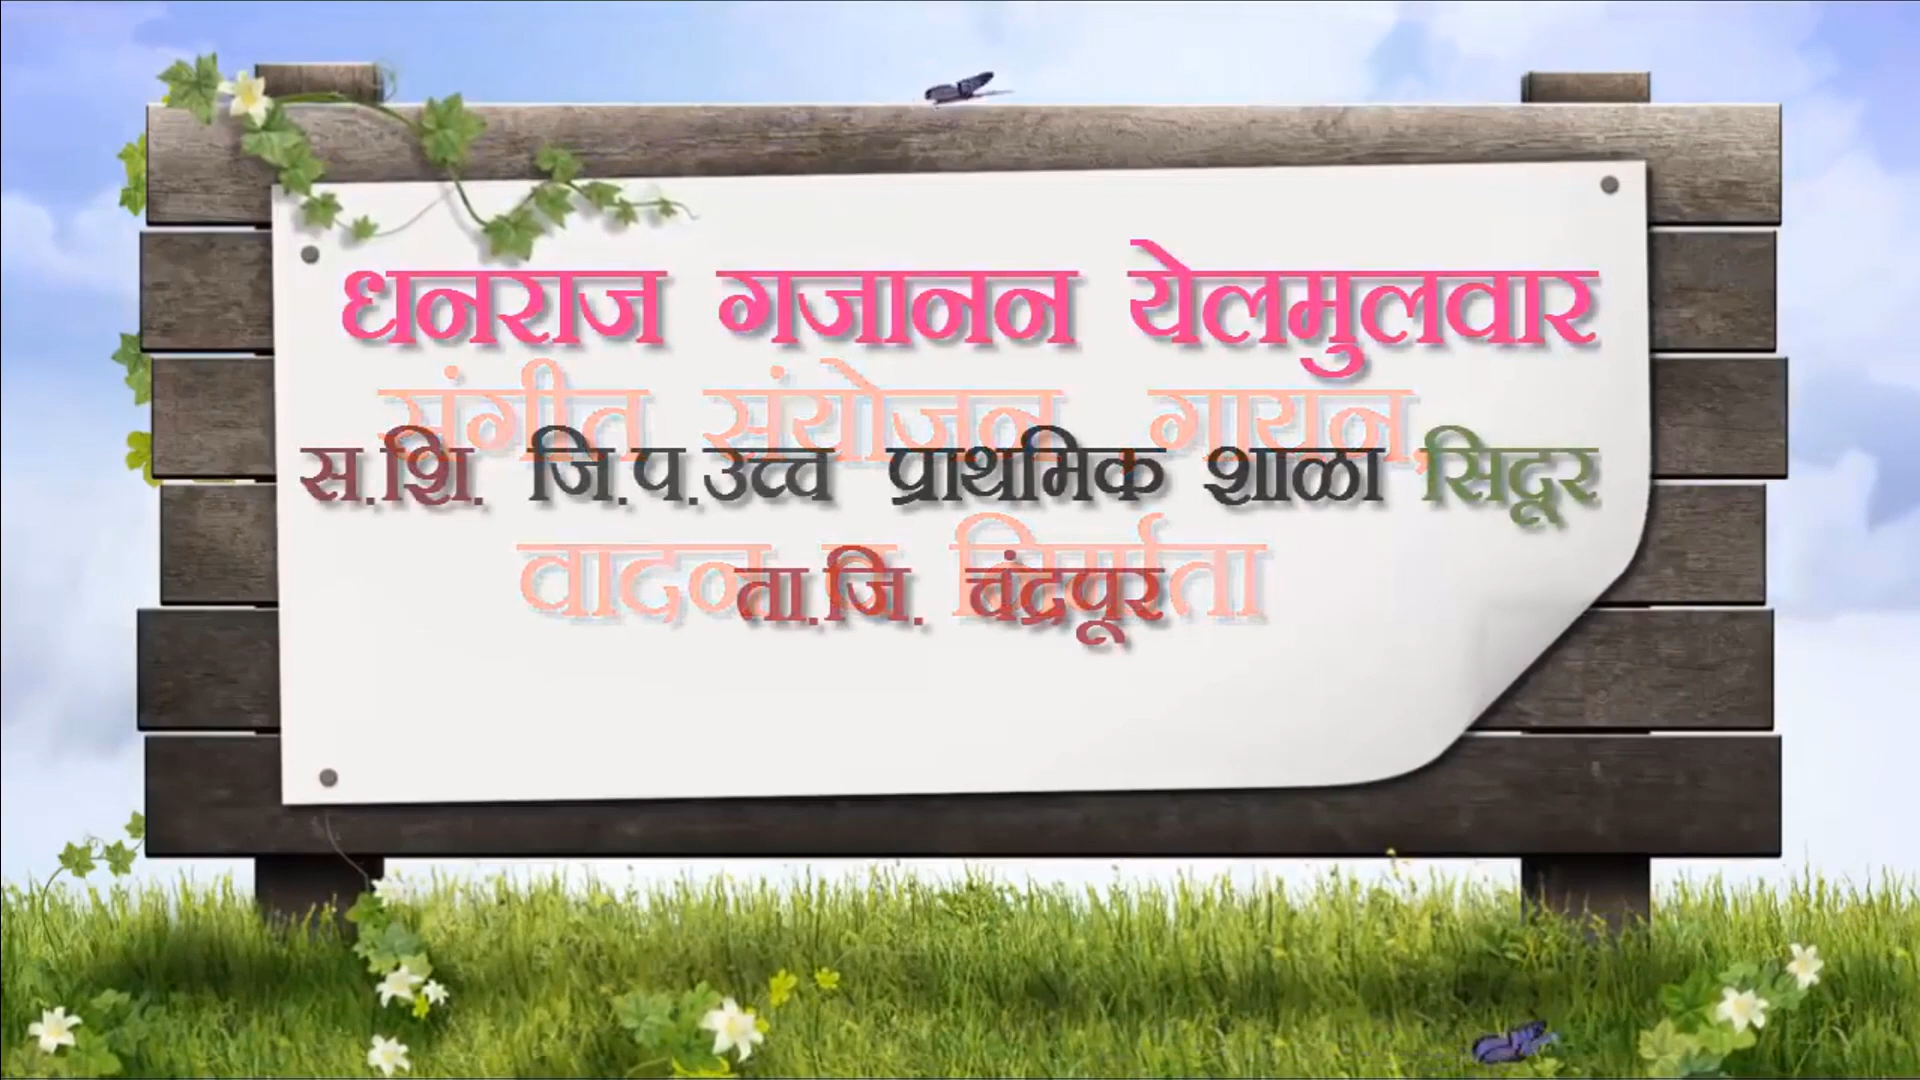 धनराज गजानन येलमुलवार
संगीत संयोजन, गायन,
स.शि. जि.प.उच्च प्राथमिक शाळा सिदूर
वादन व निर्माता
ता.जि. चंद्रपूर